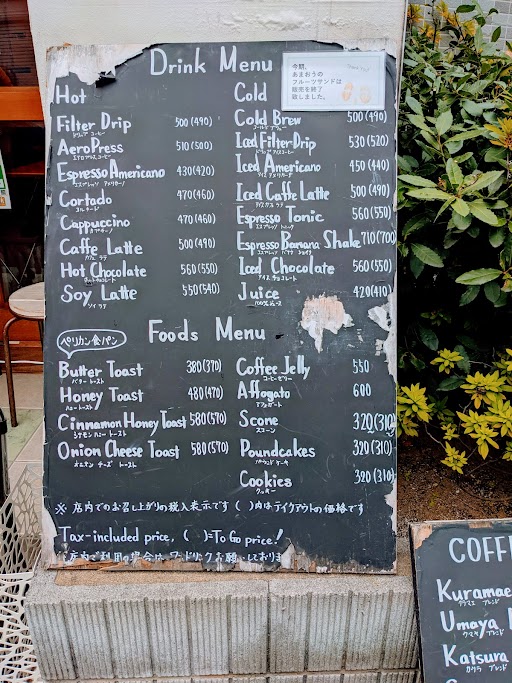 Drink Menu
今期、
あまおうの
フルーツサンドは
販売を終了
致しました。
Hot
Filter Drip 500(490)
ドリップ コーヒー
AeroPress 510(500)
エアロプレス コーヒー
Espresso Americano 430(420)
エスプレッソ アメリカーノ
Cortado 470(460)
コルタード
Cappuccino 470(460)
カプチーノ
Caffe Latte 500(490)
カフェ ラテ
Hot Chocolate 560(550)
ホットチョコレート
Soy Latte 550(540)
ソイ ラテ
Cold
Cold Brew 500(490)
コールド ブリュー
Iced Filter Drip 530(520)
Iced Americano 450(440)
アイス アメリカーノ
Iced Caffe Latte 500(490)
アイスカフェ ラテ
Espresso Tonic 560(550)
エスプレッソ トニック
Espresso Banana Shake 710(700)
エスプレッソ バナナ シェイク
Iced Chocolate 560(550)
アイス チョコレート
Juice 420(410)
100%ジュース
Foods Menu
ペリカン食パン
Butter Toast 380(370)
バター トースト
Honey Toast 480(470)
ハニートースト
Cinnamon Honey Toast 580(570)
シナモン ハニー トースト
Onion Cheese Toast 580(570)
オニオン チーズ トースト
Coffee Jelly 550
コーヒーゼリー
Affogato 600
アフォガート
Scone 320(310)
スコーン
Poundcakes 320(310)
パウンド ケーキ
Cookies 320(310)
クッキー
※ 店内でのお召し上がりの税入表示です ( )内はテイクアウトの価格です
Tax-included price, ( )=To Go price!
店内ご利用の場合は ワンドリンクお願いしておりま
COFF
Kuramae
クラマエ ブレンド
Umaya
ウマヤ ブレンド
Katsura
カツラ ブレンド